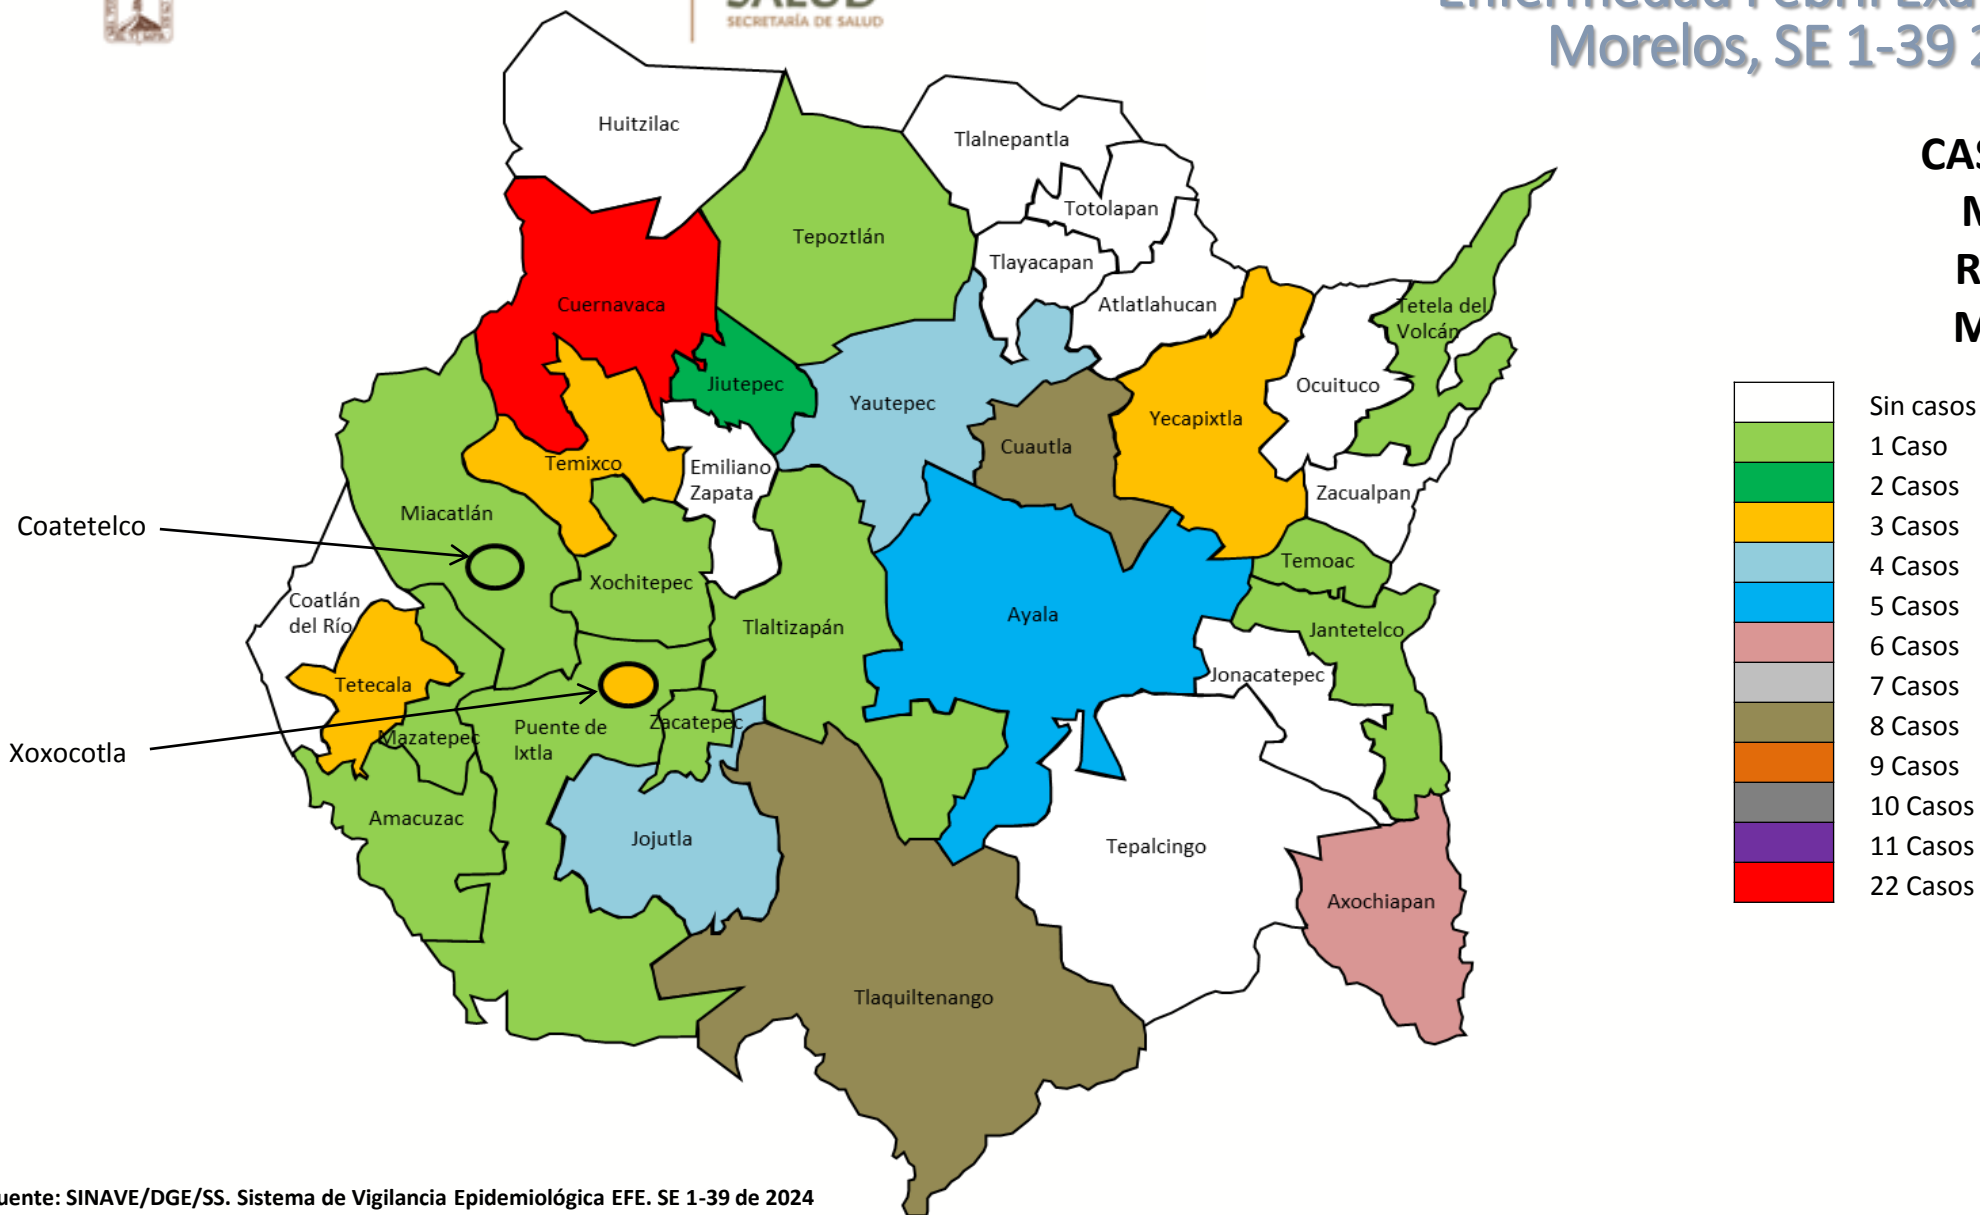 SALUD
SECRETARÍA DE SALUD
Enfermedad Febril
Morelos, SE 1-39
Huitzilac
Tlalnepantla
Totolapan
Tepoztlán
Tlayacapan
Atlatlahucan
Cuernavaca
Tetela del
Volcán
Jiutepec
Ocuituco
Yautepec
Yecapixtla
Cuautla
Temixco
Emiliano
Zapata
Zacualpan
Miacatlán
Coatetelco
Temoac
Xochitepec
Coatlán
del Río
Ayala
Tlaltizapán
Jantetelco
Jonacatepec
Tetecala
Zacatepec
Puente de
Ixtla
Mazatepec
Xoxocotla
Amacuzac
Jojutla
Tepalcingo
Axochiapan
Tlaquiltenango
Sin casos
1 Caso
2 Casos
3 Casos
4 Casos
5 Casos
6 Casos
7 Casos
8 Casos
9 Casos
10 Casos
11 Casos
22 Casos
uente: SINAVE/DGE/SS. Sistema de Vigilancia Epidemiológica EFE. SE 1-39 de 2024